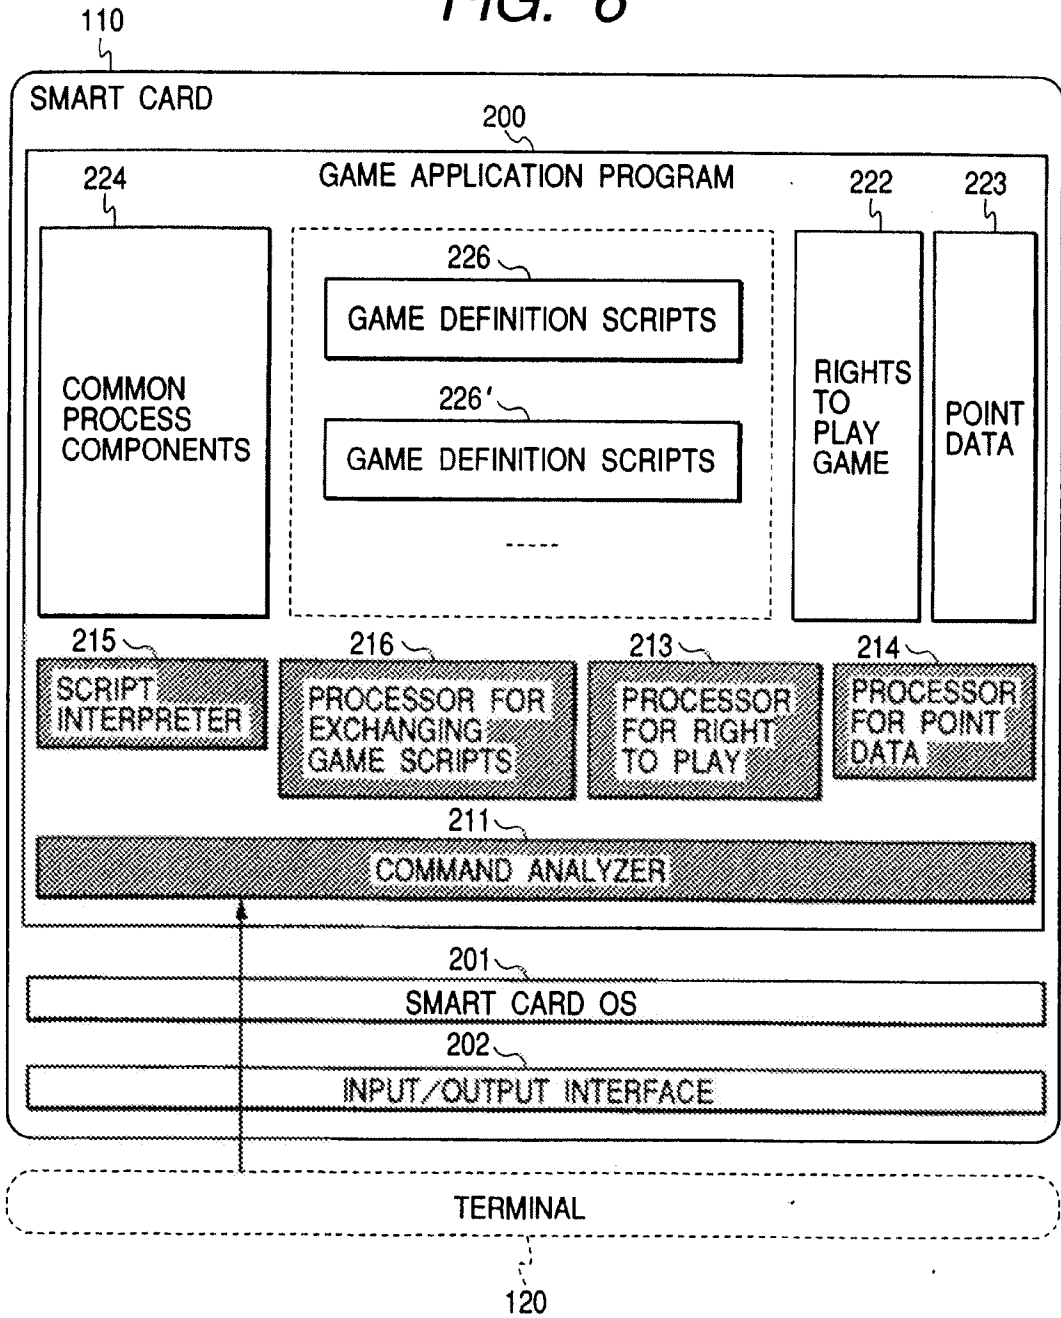 FIG. 6
110
SMART CARD
200
GAME APPLICATION PROGRAM
224
222
223
226
GAME DEFINITION SCRIPTS
226'
GAME DEFINITION SCRIPTS
COMMON
PROCESS
COMPONENTS
RIGHTS
TO
PLAY
GAME
POINT
DATA
215
SCRIPT
INTERPRETER
216
PROCESSOR FOR
EXCHANGING
GAME SCRIPTS
213
PROCESSOR
FOR RIGHT
TO PLAY
214
PROCESSOR
FOR POINT
DATA
211
COMMAND ANALYZER
201
SMART CARD OS
202
INPUT/OUTPUT INTERFACE
TERMINAL
120